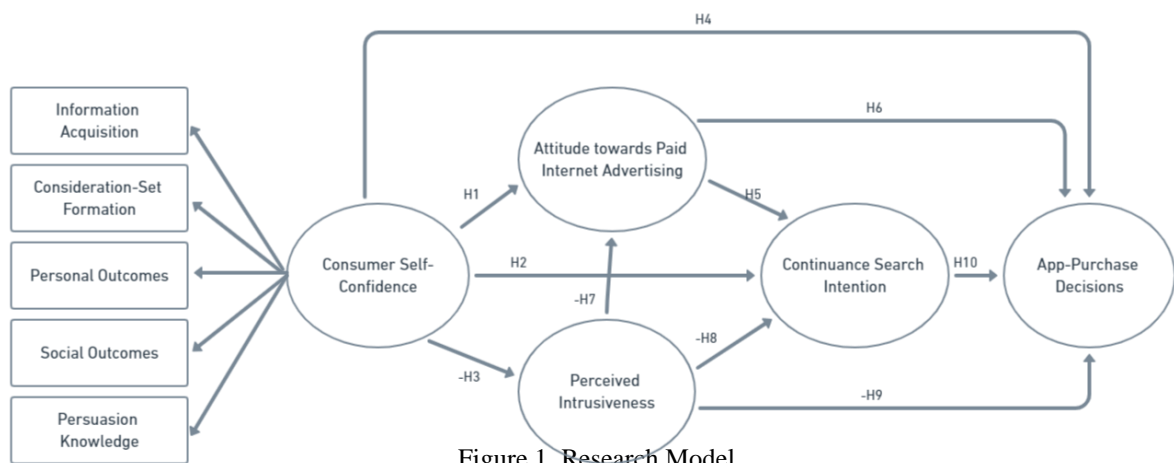 H4
Information
Acquisition
Consideration-Set
Formation
Personal Outcomes
Social Outcomes
Persuasion
Knowledge
Consumer Self-
Confidence
H1
H2
-H3
Attitude towards Paid
Internet Advertising
H6
H5
-H7
Perceived
Intrusiveness
-H8
-H9
Continuance Search
Intention
H10
App-Purchase
Decisions
Figure 1. Research Model